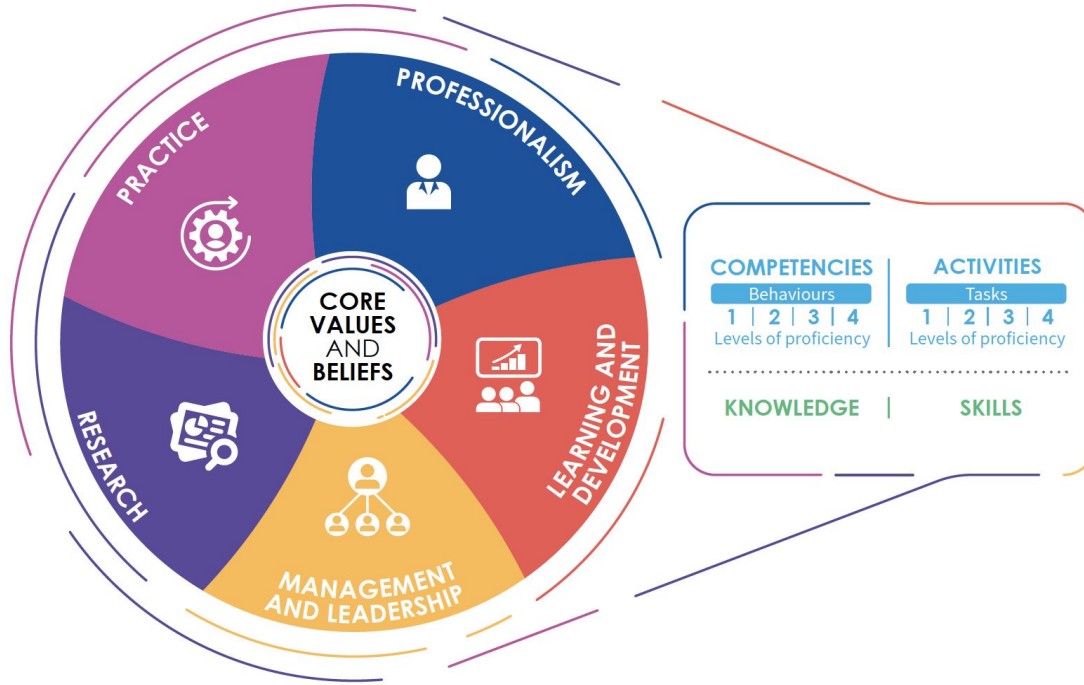 PRACTICE
PROFESSIONALISM
CORE
VALUES
AND
BELIEFS
LEARNING AND
DEVELOPMENT
RESEARCH
MANAGEMENT
AND LEADERSHIP
COMPETENCIES
Behaviours
1 | 2 | 3 | 4
Levels of proficiency
ACTIVITIES
Tasks
1 | 2 | 3 | 4
Levels of proficiency
KNOWLEDGE | SKILLS